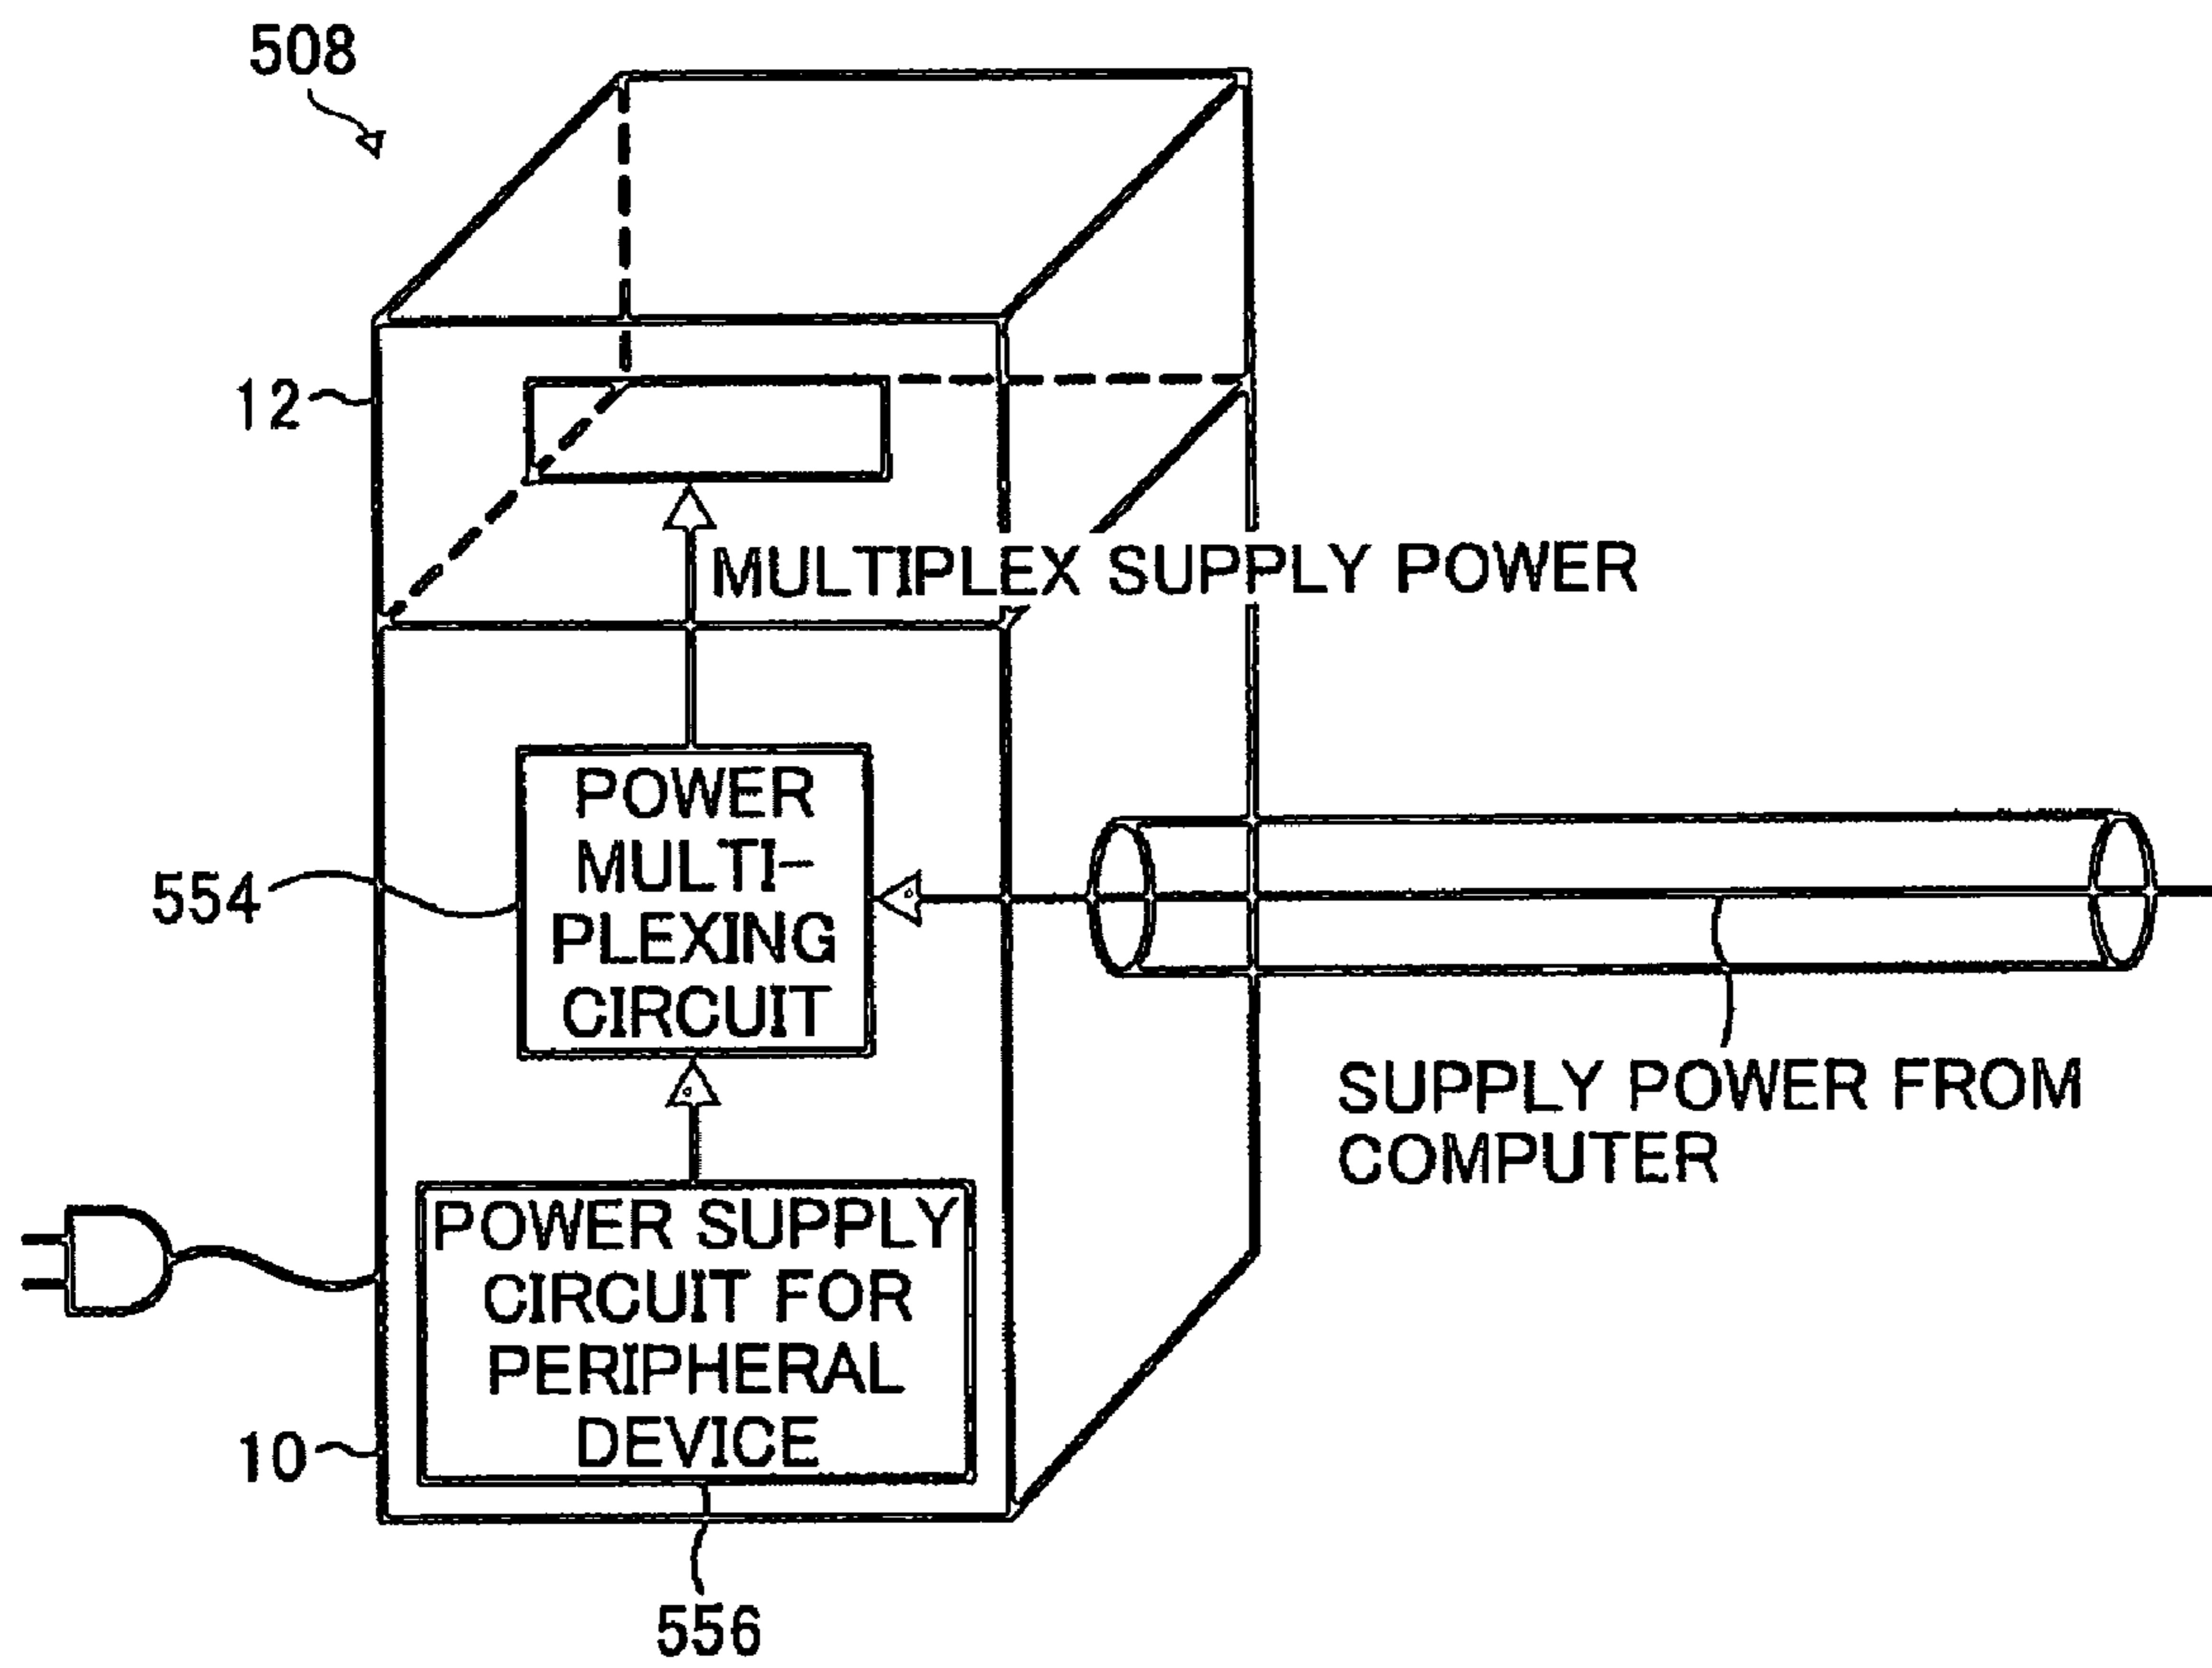 508
12
MULTIPLEX SUPPLY POWER
POWER
MULTI-
PLEXING
CIRCUIT
554
SUPPLY POWER FROM
COMPUTER
POWER SUPPLY
CIRCUIT FOR
PERIPHERAL
DEVICE
10
556